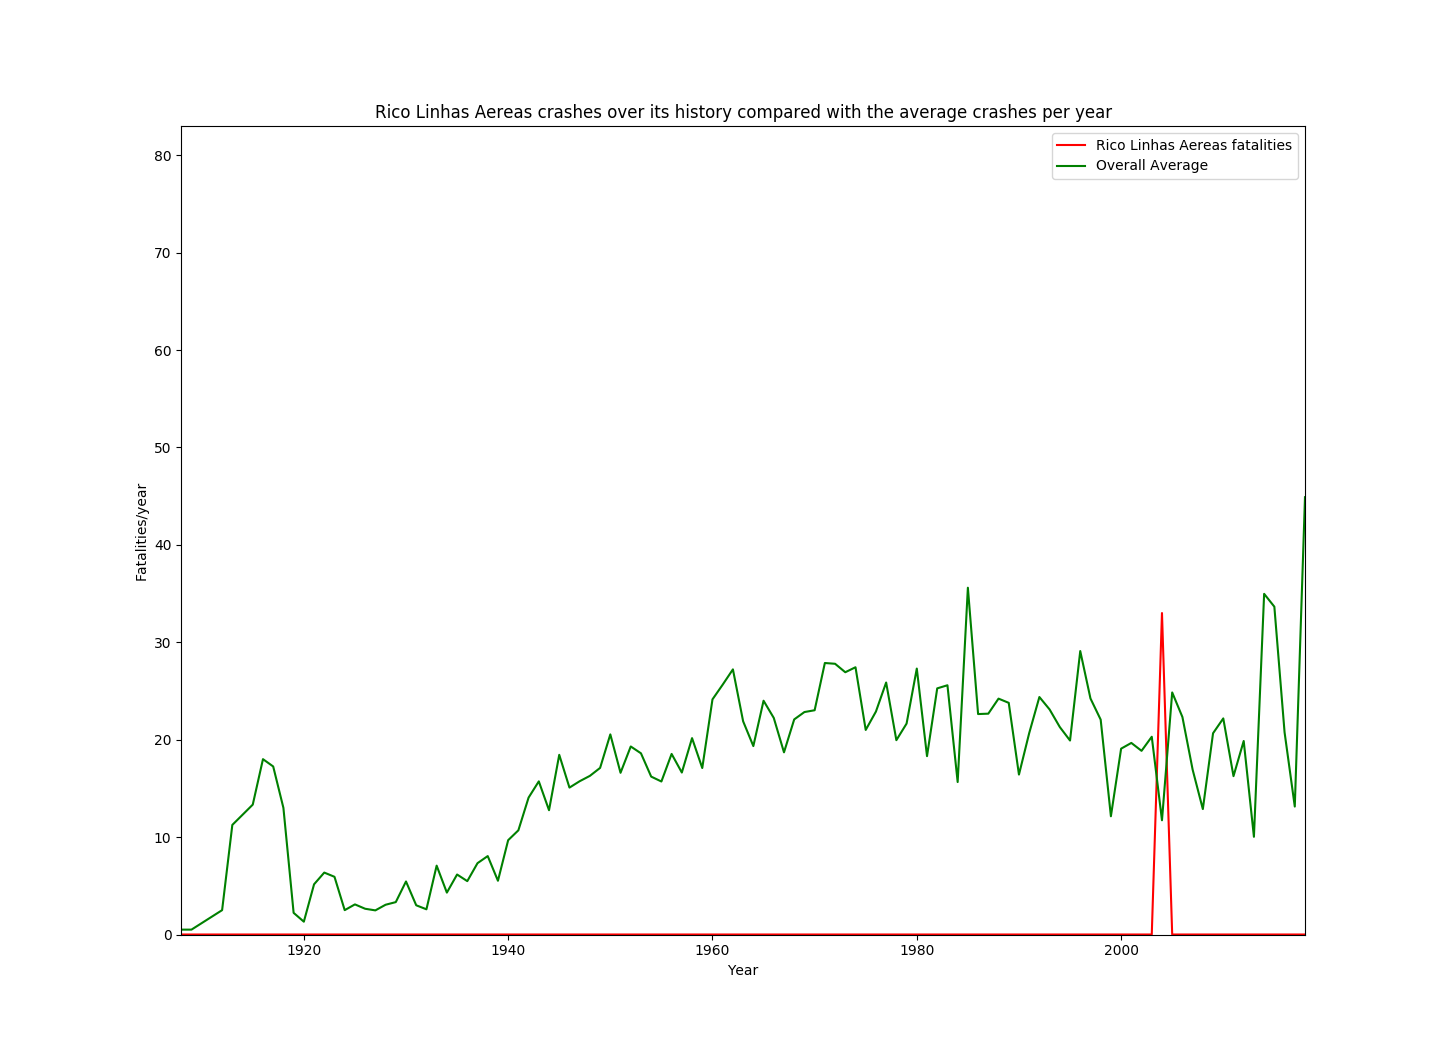 Rico Linhas Aereas crashes over its history compared with the average crashes per year
Rico Linhas Aereas fatalities
Overall Average
80
70
60
50
40
30
20
10
0
Fatalities/year
1920 1940 1960 1980 2000
Year